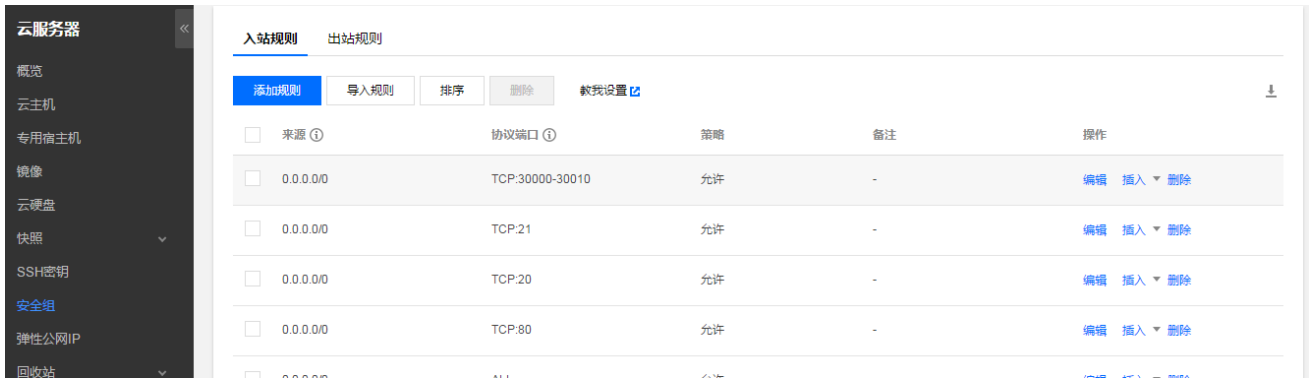 云服务器 «
概览
云主机
专用宿主机
镜像
云硬盘
快照
SSH密钥
安全组
弹性公网IP
回收站
入站规则 出站规则
添加规则 导入规则 排序 删除 教我设置
来源 协议端口 策略 备注 操作
0.0.0.0/0 TCP:30000-30010 允许 - 编辑 插入 删除
0.0.0.0/0 TCP:21 允许 - 编辑 插入 删除
0.0.0.0/0 TCP:20 允许 - 编辑 插入 删除
0.0.0.0/0 TCP:80 允许 - 编辑 插入 删除